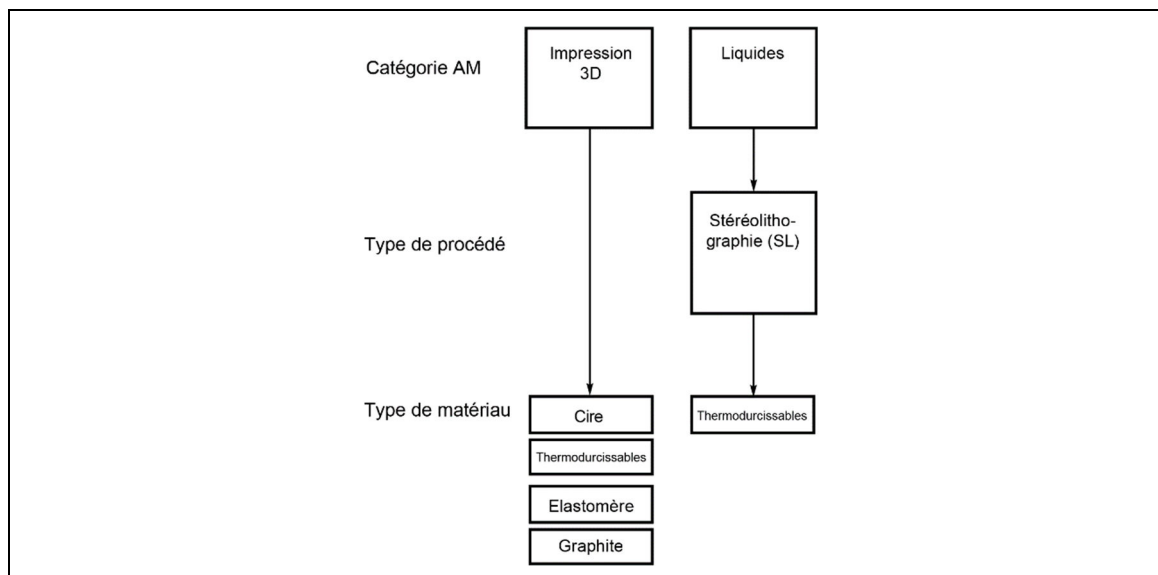 Catégorie AM
Impression
3D
Liquides
Type de procédé
Stéréolitho-
graphie (SL)
Type de matériau
Cire
Thermodurcissables
Thermodurcissables
Elastomère
Graphite